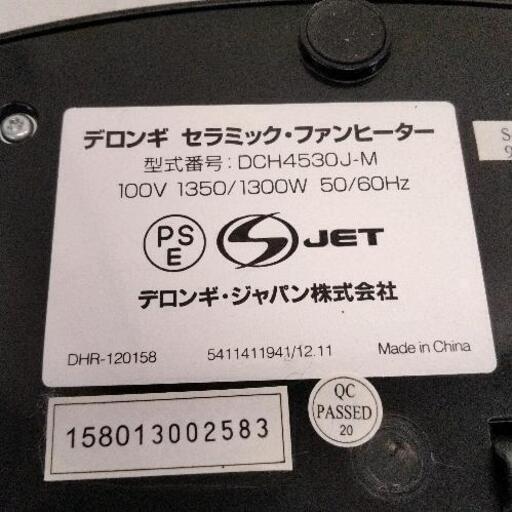 デロンギ セラミック・ファンヒーター
型式番号:DCH4530J-M
100V 1350/1300W 50/60Hz
PS
E
S JET
デロンギ・ジャパン株式会社
DHR-120158 5411411941/12.11 Made in China
QC
PASSED
20
158013002583
S
9